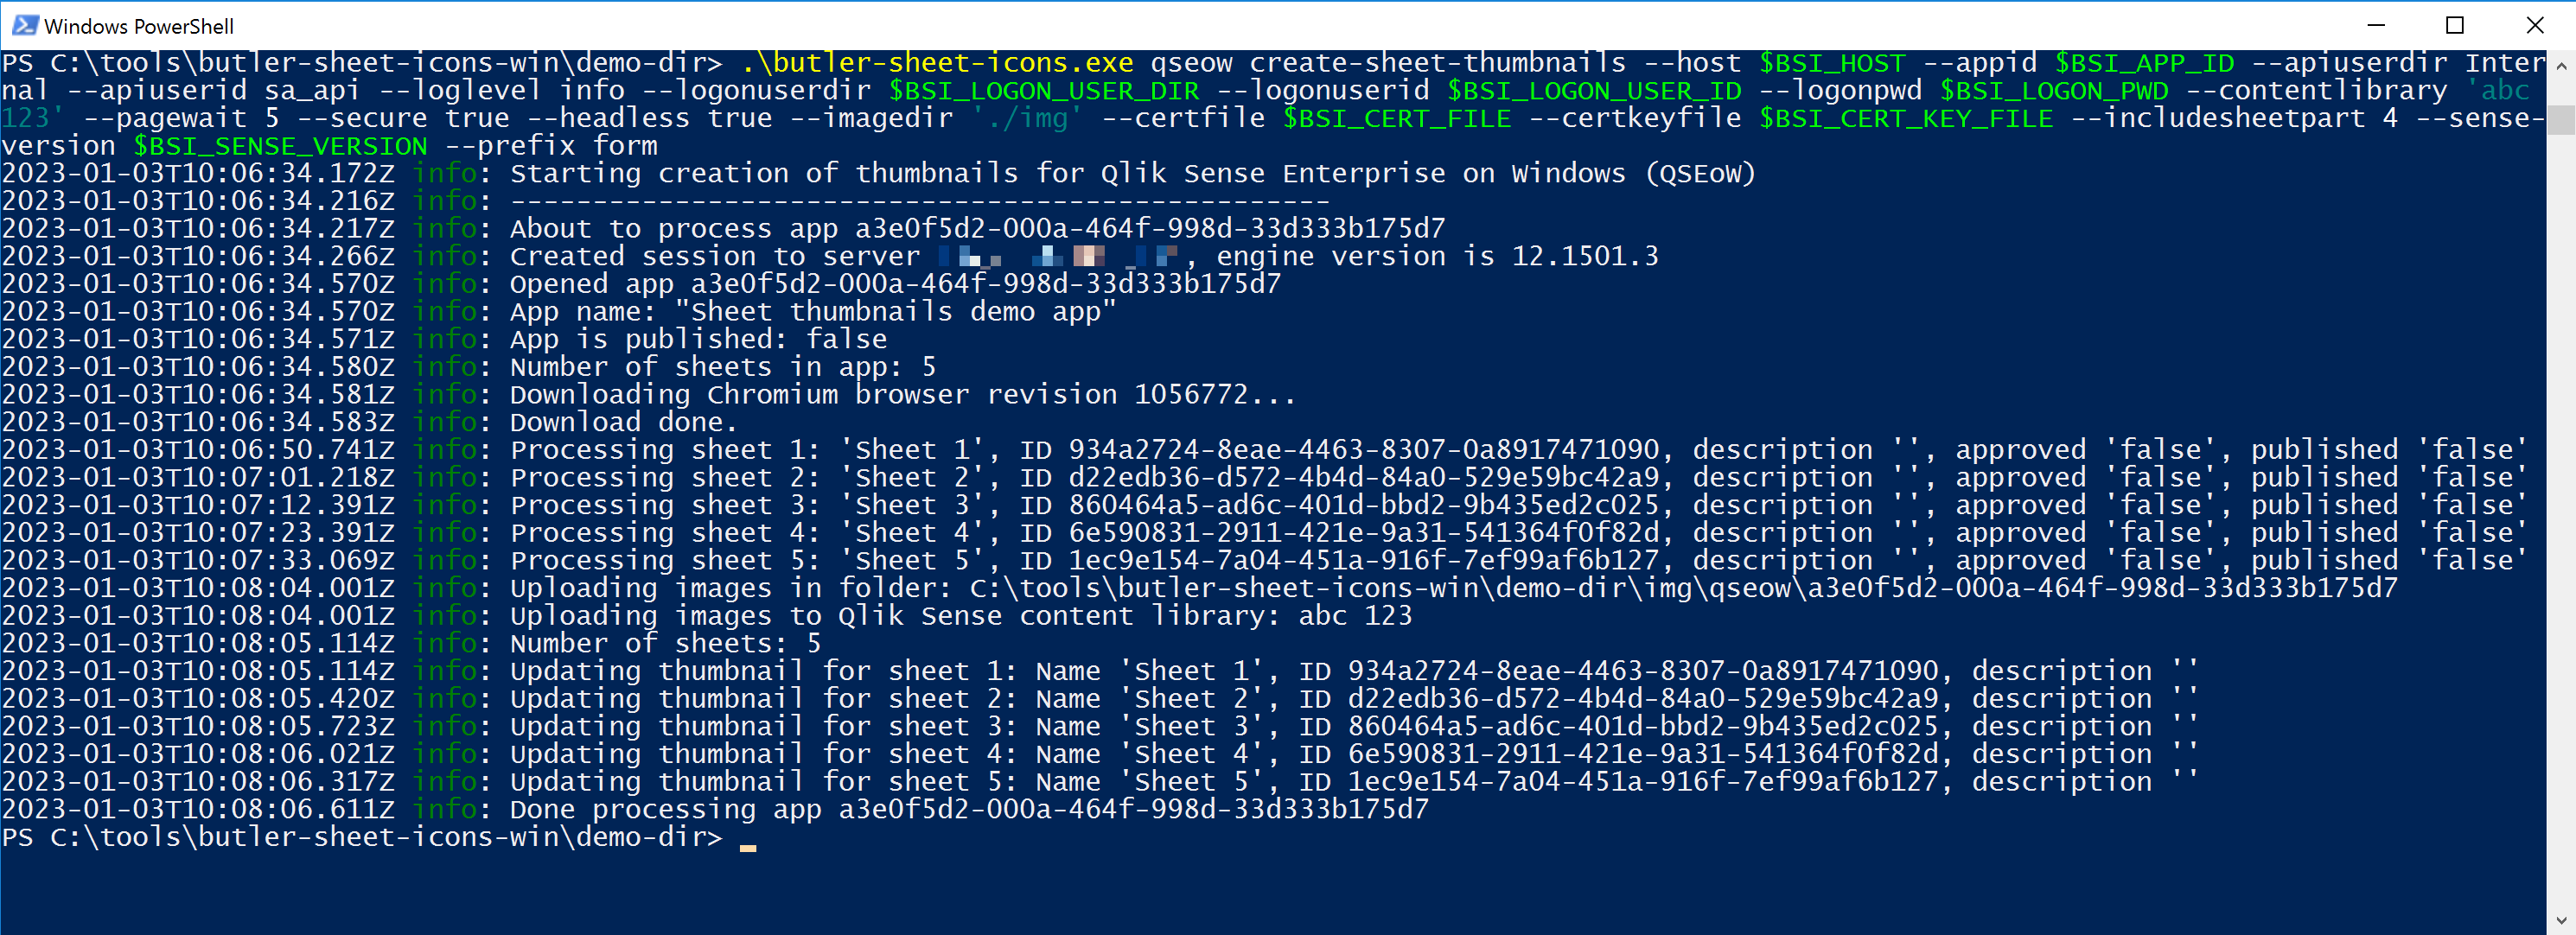 Windows PowerShell
PS C:\tools\butler-sheet-icons-win\demo-dir> .\butler-sheet-icons.exe qseow create-sheet-thumbnails --host $BSI_HOST --appid $BSI_APP_ID --apiuserdir Inter
nal --apiuserid sa_api --loglevel info --logonuserdir $BSI_LOGON_USER_DIR --logonuserid $BSI_LOGON_USER_ID --logonpwd $BSI_LOGON_PWD --contentlibrary 'abc
123' --pagewait 5 --secure true --headless true --imagedir './img' --certfile $BSI_CERT_FILE --certkeyfile $BSI_CERT_KEY_FILE --includesheetpart 4 --sense-
version $BSI_SENSE_VERSION --prefix form
2023-01-03T10:06:34.172Z info: Starting creation of thumbnails for Qlik Sense Enterprise on Windows (QSEoW)
2023-01-03T10:06:34.216Z info: --------------------------------------------------
2023-01-03T10:06:34.217Z info: About to process app a3e0f5d2-000a-464f-998d-33d333b175d7
2023-01-03T10:06:34.266Z info: Created session to server , engine version is 12.1501.3
2023-01-03T10:06:34.570Z info: Opened app a3e0f5d2-000a-464f-998d-33d333b175d7
2023-01-03T10:06:34.570Z info: App name: "Sheet thumbnails demo app"
2023-01-03T10:06:34.571Z info: App is published: false
2023-01-03T10:06:34.580Z info: Number of sheets in app: 5
2023-01-03T10:06:34.581Z info: Downloading Chromium browser revision 1056772...
2023-01-03T10:06:34.583Z info: Download done.
2023-01-03T10:06:50.741Z info: Processing sheet 1: 'Sheet 1', ID 934a2724-8eae-4463-8307-0a8917471090, description '', approved 'false', published 'false'
2023-01-03T10:07:01.218Z info: Processing sheet 2: 'Sheet 2', ID d22edb36-d572-4b4d-84a0-529e59bc42a9, description '', approved 'false', published 'false'
2023-01-03T10:07:12.391Z info: Processing sheet 3: 'Sheet 3', ID 860464a5-ad6c-401d-bbd2-9b435ed2c025, description '', approved 'false', published 'false'
2023-01-03T10:07:23.391Z info: Processing sheet 4: 'Sheet 4', ID 6e590831-2911-421e-9a31-541364f0f82d, description '', approved 'false', published 'false'
2023-01-03T10:07:33.069Z info: Processing sheet 5: 'Sheet 5', ID 1ec9e154-7a04-451a-916f-7ef99af6b127, description '', approved 'false', published 'false'
2023-01-03T10:08:04.001Z info: Uploading images in folder: C:\tools\butler-sheet-icons-win\demo-dir\img\qseow\a3e0f5d2-000a-464f-998d-33d333b175d7
2023-01-03T10:08:04.001Z info: Uploading images to Qlik Sense content library: abc 123
2023-01-03T10:08:05.114Z info: Number of sheets: 5
2023-01-03T10:08:05.114Z info: Updating thumbnail for sheet 1: Name 'Sheet 1', ID 934a2724-8eae-4463-8307-0a8917471090, description ''
2023-01-03T10:08:05.420Z info: Updating thumbnail for sheet 2: Name 'Sheet 2', ID d22edb36-d572-4b4d-84a0-529e59bc42a9, description ''
2023-01-03T10:08:05.723Z info: Updating thumbnail for sheet 3: Name 'Sheet 3', ID 860464a5-ad6c-401d-bbd2-9b435ed2c025, description ''
2023-01-03T10:08:06.021Z info: Updating thumbnail for sheet 4: Name 'Sheet 4', ID 6e590831-2911-421e-9a31-541364f0f82d, description ''
2023-01-03T10:08:06.317Z info: Updating thumbnail for sheet 5: Name 'Sheet 5', ID 1ec9e154-7a04-451a-916f-7ef99af6b127, description ''
2023-01-03T10:08:06.611Z info: Done processing app a3e0f5d2-000a-464f-998d-33d333b175d7
PS C:\tools\butler-sheet-icons-win\demo-dir> _